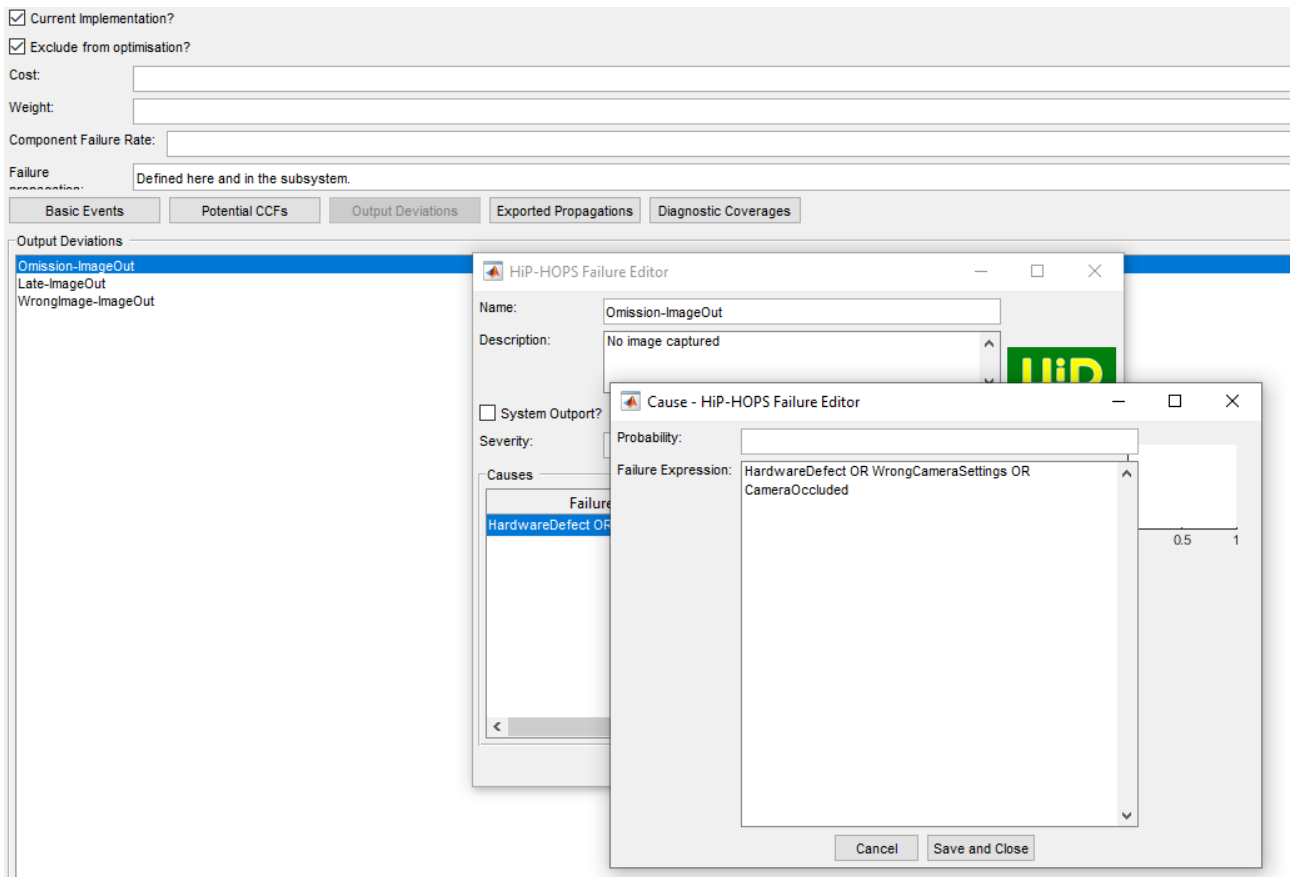 Current Implementation?
Exclude from optimisation?
Cost:
Weight:
Component Failure Rate:
Failure
propagation:
Defined here and in the subsystem.
Basic Events
Potential CCFs
Output Deviations
Exported Propagations
Diagnostic Coverages
Output Deviations
Omission-ImageOut
Late-ImageOut
WrongImage-ImageOut
HiP-HOPS Failure Editor
Name:
Omission-ImageOut
Description:
No image captured
HiP
System Outport?
Severity:
Causes
Failure
HardwareDefect OR
Cause - HiP-HOPS Failure Editor
Probability:
Failure Expression:
HardwareDefect OR WrongCameraSettings OR
CameraOccluded
0.5 1
Cancel
Save and Close